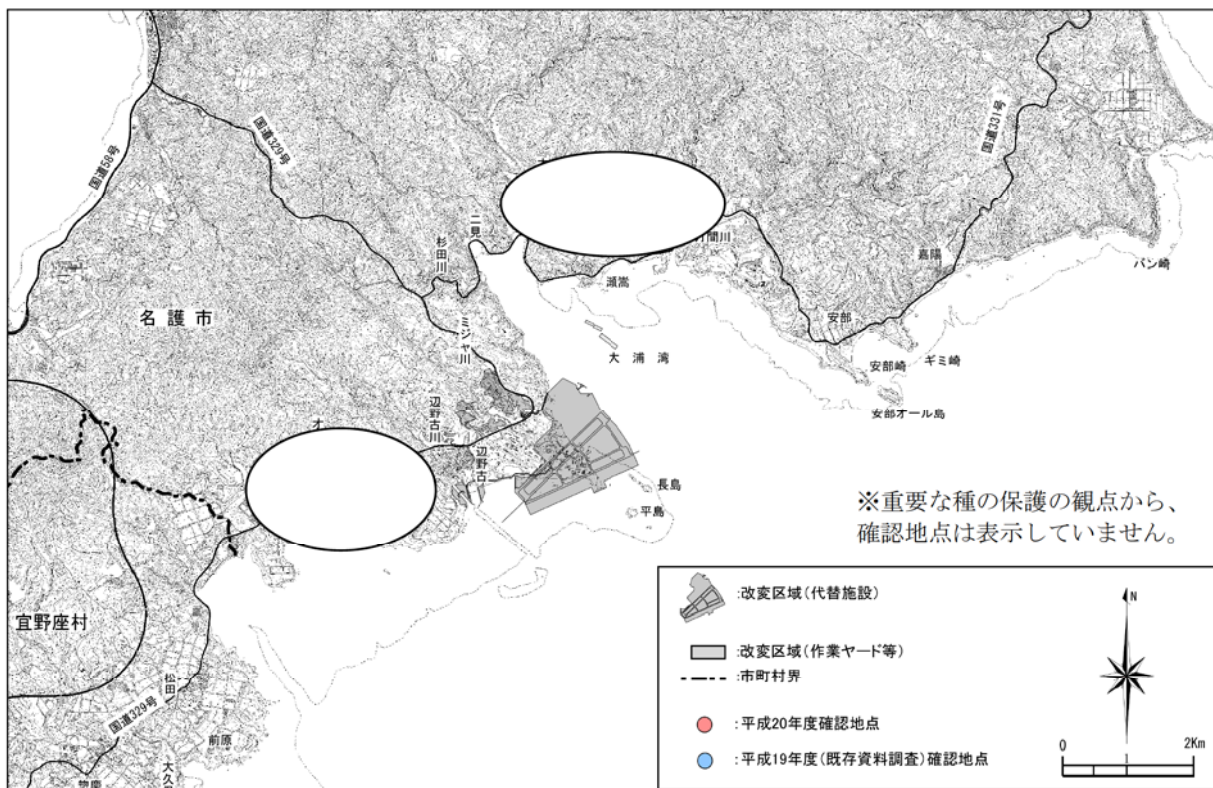 国道58号
国道329号
国道331号
二見
杉田川
瀬嵩
嘉陽
バン崎
名護市
ミジャ川
大浦湾
安部
安部崎
ギミ崎
安部オール島
辺野古川
辺野古
長島
平島
※重要な種の保護の観点から、
確認地点は表示していません。
宜野座村
松田
国道329号
前原
惣慶
:改変区域(代替施設)
:改変区域(作業ヤード等)
:市町村界
:平成20年度確認地点
:平成19年度(既存資料調査)確認地点
N
0
1
2Km